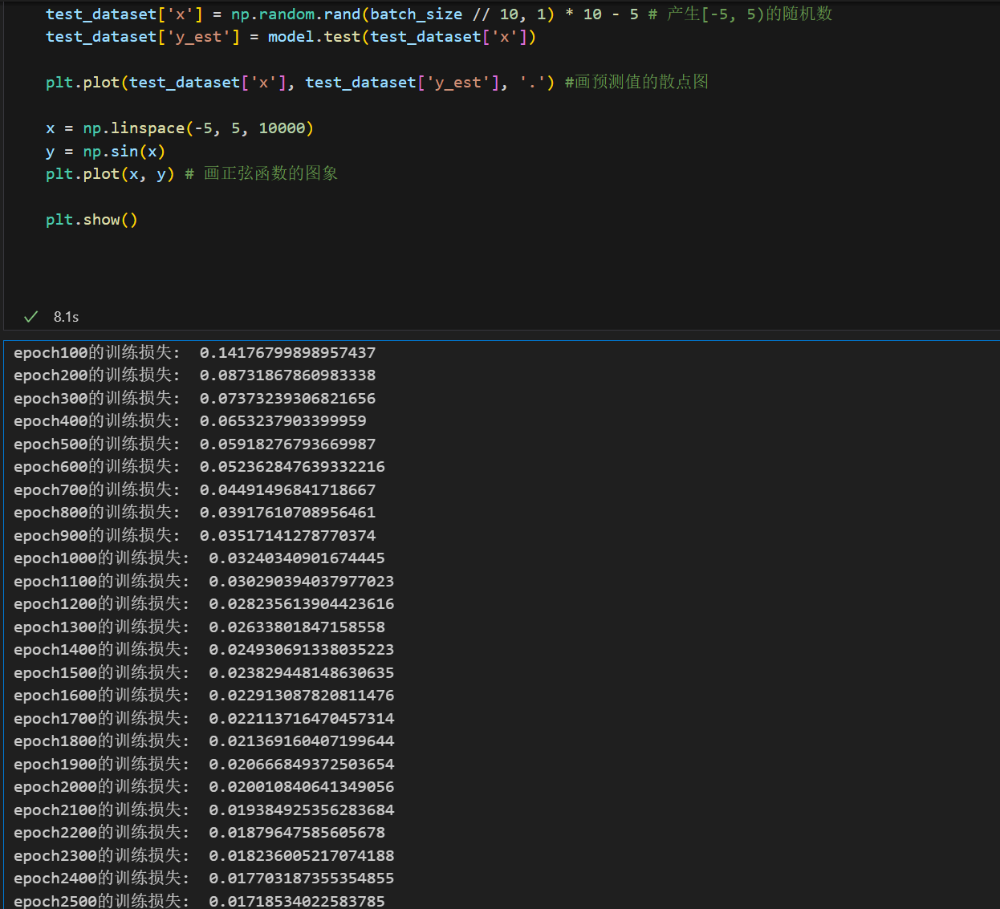 test_dataset['x'] = np.random.rand(batch_size // 10, 1) * 10 - 5 # 产生[-5, 5)的随机数
test_dataset['y_est'] = model.test(test_dataset['x'])
plt.plot(test_dataset['x'], test_dataset['y_est'], '.') #画预测值的散点图
x = np.linspace(-5, 5, 10000)
y = np.sin(x)
plt.plot(x, y) # 画正弦函数的图象
plt.show()
8.1s
epoch100的训练损失: 0.14176799898957437
epoch200的训练损失: 0.08731867860983338
epoch300的训练损失: 0.07373239306821656
epoch400的训练损失: 0.0653237903399959
epoch500的训练损失: 0.05918276793669987
epoch600的训练损失: 0.052362847639332216
epoch700的训练损失: 0.04491496841718667
epoch800的训练损失: 0.03917610708956461
epoch900的训练损失: 0.03517141278770374
epoch1000的训练损失: 0.03240340901674445
epoch1100的训练损失: 0.030290394037977023
epoch1200的训练损失: 0.028235613904423616
epoch1300的训练损失: 0.02633801847158558
epoch1400的训练损失: 0.024930691338035223
epoch1500的训练损失: 0.023829448148630635
epoch1600的训练损失: 0.022913087820811476
epoch1700的训练损失: 0.022113716470457314
epoch1800的训练损失: 0.021369160407199644
epoch1900的训练损失: 0.020666849372503654
epoch2000的训练损失: 0.020010840641349056
epoch2100的训练损失: 0.019384925356283684
epoch2200的训练损失: 0.01879647585605678
epoch2300的训练损失: 0.018236005217074188
epoch2400的训练损失: 0.017703187355354855
epoch2500的训练损失: 0.01718534022583785